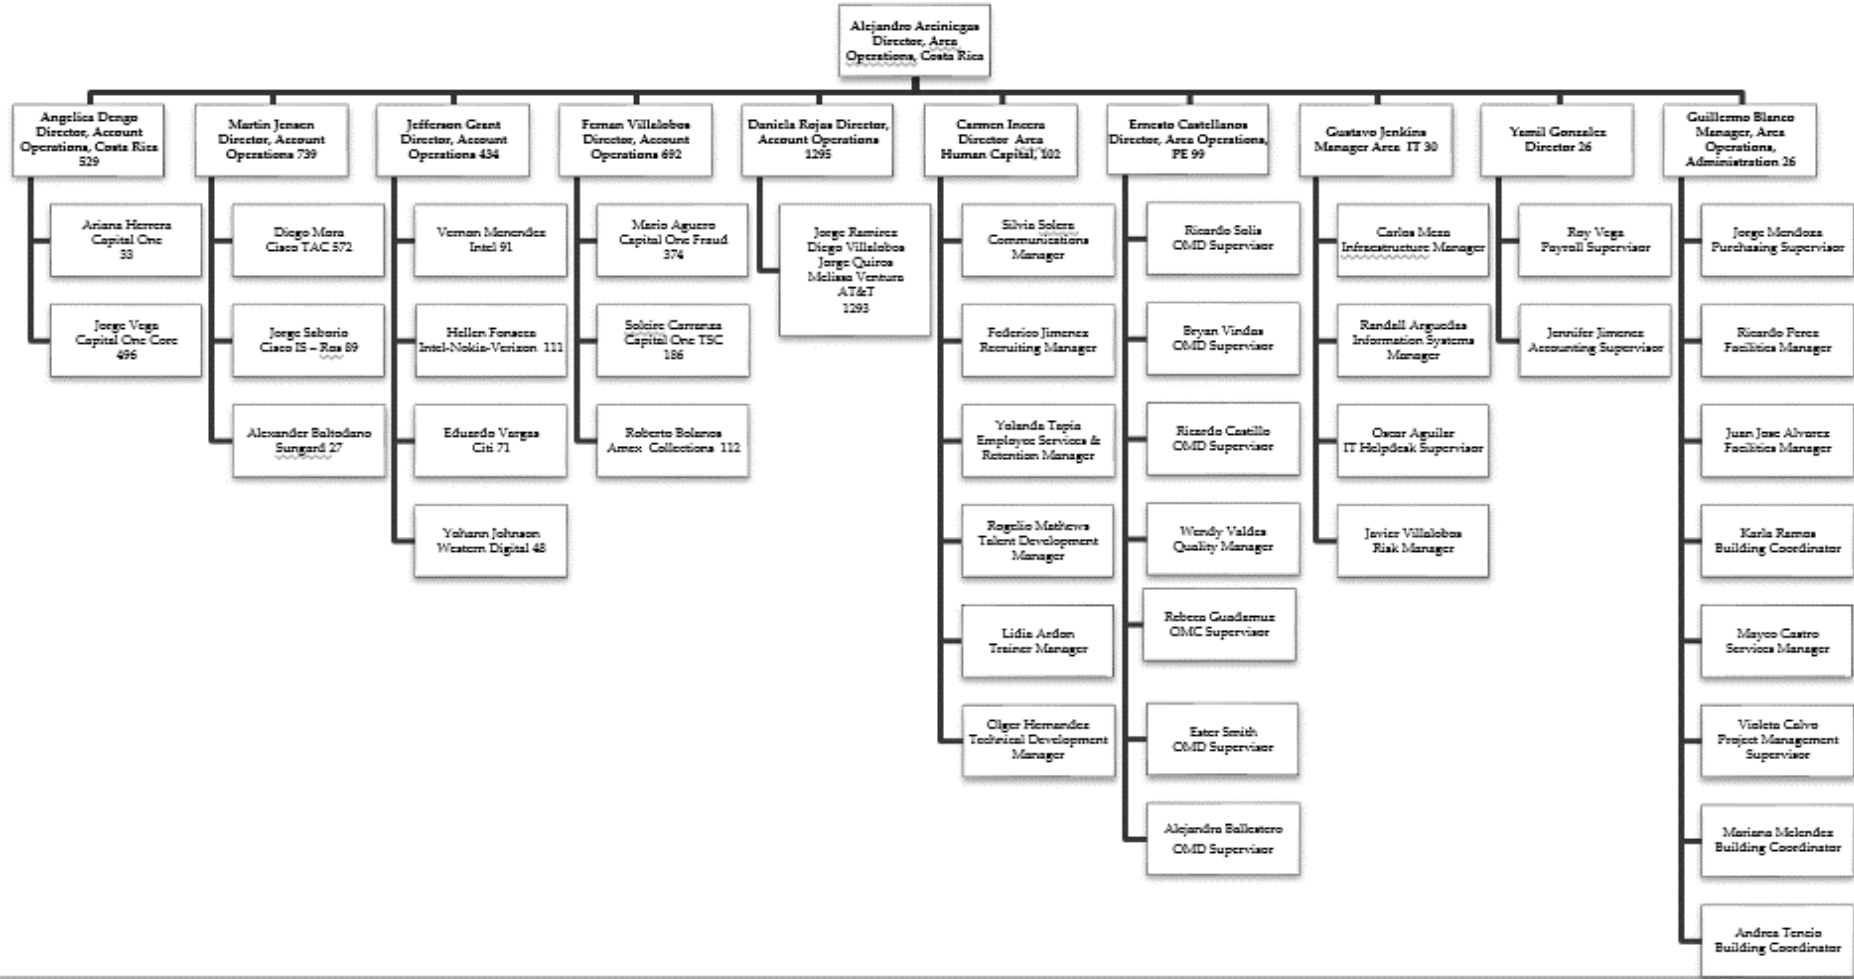 Alejandro Arciniegas
Director, Area
Operations, Costa Rica
Angelica Dengo
Director, Account
Operations, Costa Rica
529
Ariana Herrera
Capital One
33
Jorge Vega
Capital One Core
496
Martin Jensen
Director, Account
Operations 739
Diego Mora
Cisco TAC 572
Jorge Saborio
Cisco IS – Ros 89
Alexander Baltodano
Sungard 27
Jefferson Grant
Director, Account
Operations 434
Vernon Menendez
Intel 91
Hellen Fonseca
Intel-Nokia-Verizon 111
Eduardo Vargas
Citi 71
Yohann Johnson
Western Digital 48
Fernan Villalobos
Director, Account
Operations 692
Mario Aguero
Capital One Fraud
374
Soleire Carranza
Capital One TSC
186
Roberto Bolanos
Amex Collections 112
Daniela Rojas Director,
Account Operations
1295
Jorge Ramirez
Diego Villalobos
Jorge Quiros
Melissa Ventura
AT&T
1293
Carmen Incera
Director Area
Human Capital, 102
Silvia Solera
Communications
Manager
Federico Jimenez
Recruiting Manager
Yolanda Tapia
Employee Services &
Retention Manager
Rogelio Mathews
Talent Development
Manager
Lidia Ardon
Trainer Manager
Olger Hernandez
Technical Development
Manager
Ernesto Castellanos
Director, Area Operations,
PE 99
Ricardo Solis
OMD Supervisor
Bryan Vindas
OMD Supervisor
Ricardo Castillo
OMD Supervisor
Wendy Valdes
Quality Manager
Rebeca Guadamuz
OMC Supervisor
Ester Smith
OMD Supervisor
Alejandro Ballestero
OMD Supervisor
Gustavo Jenkins
Manager Area IT 30
Carlos Meza
Infrastructure Manager
Randall Arguedas
Information Systems
Manager
Oscar Aguilar
IT Helpdesk Supervisor
Javier Villalobos
Risk Manager
Yamil Gonzalez
Director 26
Roy Vega
Payroll Supervisor
Jennifer Jimenez
Accounting Supervisor
Guillermo Blanco
Manager, Area
Operations,
Administration 26
Jorge Mendoza
Purchasing Supervisor
Ricardo Perez
Facilities Manager
Juan Jose Alvarez
Facilities Manager
Karla Ramos
Building Coordinator
Mayco Castro
Services Manager
Violeta Calvo
Project Management
Supervisor
Mariana Melendez
Building Coordinator
Andrea Tencio
Building Coordinator